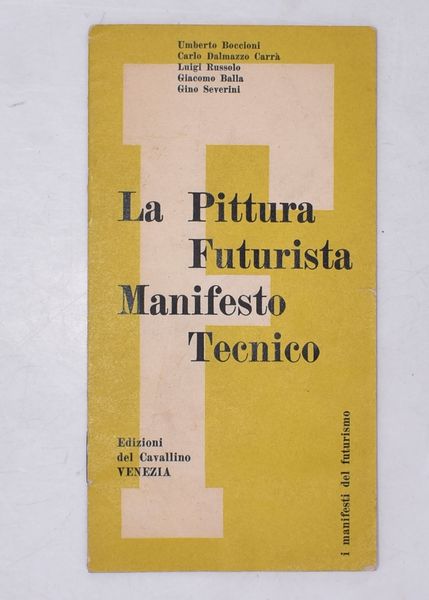 Umberto Boccioni
Carlo Dalmazzo Carrà
Luigi Russolo
Giacomo Balla
Gino Severini
F
La Pittura
Futurista
Manifesto
Tecnico
Edizioni
del Cavallino
VENEZIA
i manifesti del futurismo